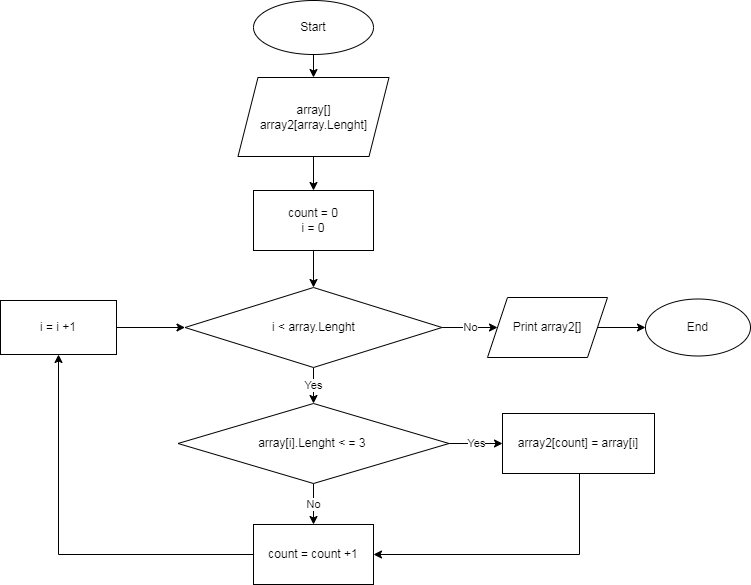 Start
array[]
array2[array.Lenght]
count = 0
i = 0
i = i +1
i < array.Lenght
No
Print array2[]
End
Yes
array[i].Lenght < = 3
Yes
array2[count] = array[i]
No
count = count +1